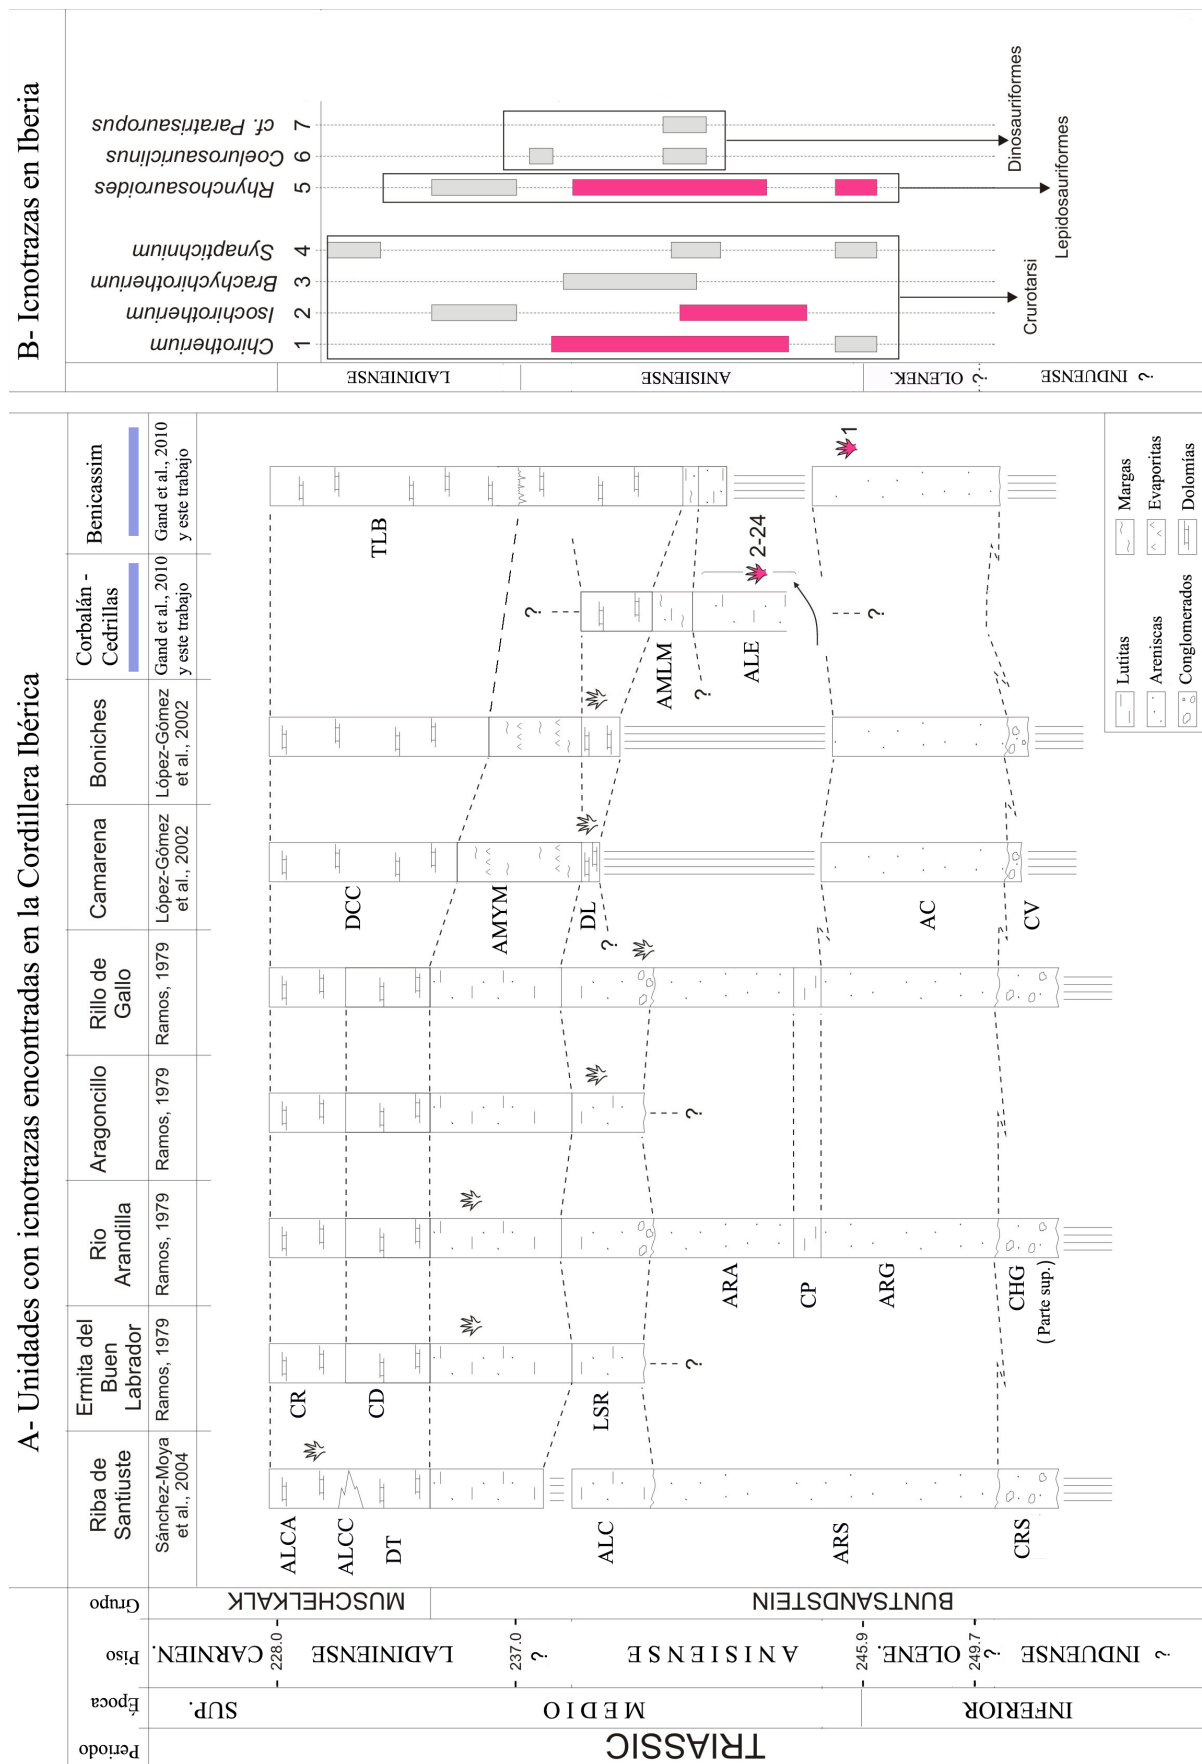 A- Unidades con icnotrazas encontradas en la Cordillera Ibérica
B- Icnotrazas en Iberia
Periodo
Época
Piso
Grupo
Riba de
Santiuste
Ermita del
Buen
Labrador
Rio
Arandilla
Aragoncillo
Rillo de
Gallo
Camarena
Boniches
Corbalán -
Cedrillas
Benicassim
Sánchez-Moya
et al., 2004
Ramos, 1979
Ramos, 1979
Ramos, 1979
Ramos, 1979
López-Gómez
et al., 2002
López-Gómez
et al., 2002
Gand et al., 2010
y este trabajo
Gand et al., 2010
y este trabajo
TRIASSIC
SUP.
MEDIO
INFERIOR
CARNIEN.
228.0
LADINIENSE
237.0
?
ANISIENSE
245.9
OLENE.
?
249.7
INDUENSE
?
MUSCHELKALK
BUNTSANDSTEIN
ALCA
ALCC
DT
ALC
ARS
CRS
CR
CD
LSR
?
ARA
CP
ARG
CHG
(Parte sup.)
?
DCC
AMYM
DL
?
AC
CV
AMLM
?
ALE
?
?
2-24
TLB
1
Lutitas
Areniscas
Conglomerados
Margas
Evaporitas
Dolomías
LADINIENSE
ANISIENSE
OLENEK.
?
INDUENSE
?
Chirotherium
1
Isochirotherium
2
Brachychirotherium
3
Synaptichnium
4
Rhynchosauroides
5
Coelurosauriclinus
6
cf. Paratrisauropus
7
Crurotarsi
Lepidosauriformes
Dinosauriformes